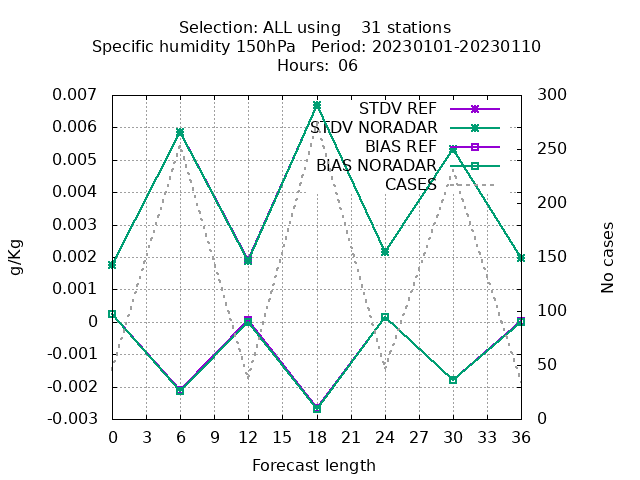 Selection: ALL using    31 stations
Specific humidity 150hPa   Period: 20230101-20230110
Hours: 06
STDV REF
STDV NORADAR
BIAS REF
BIAS NORADAR
CASES
0.007
0.006
0.005
0.004
0.003
0.002
0.001
0
-0.001
-0.002
-0.003
g/Kg
300
250
200
150
100
50
0
No cases
0 3 6 9 12 15 18 21 24 27 30 33 36
Forecast length